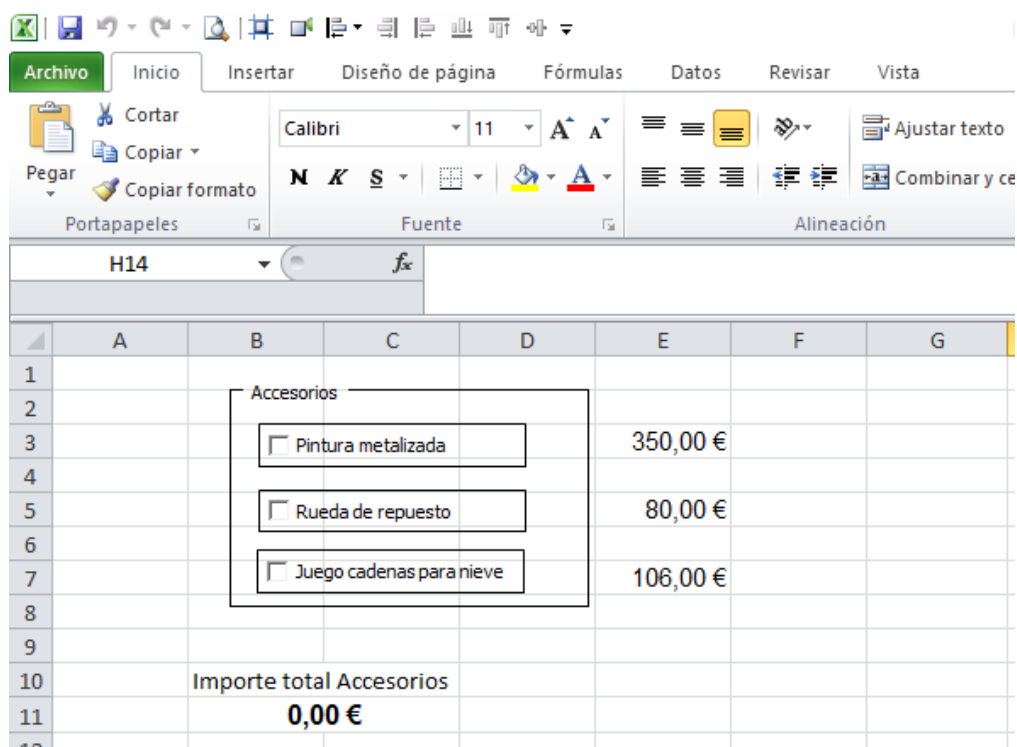 Archivo Inicio Insertar Diseño de página Fórmulas Datos Revisar Vista
Cortar
Copiar
Copiar formato
Pegar
Portapapeles
Calibri 11 A A
N K S A
Fuente
Ajustar texto
Combinar y ce
Alineación
H14 fx
A B C D E F G
1
2 Accesorios
3 Pintura metalizada 350,00 €
4
5 Rueda de repuesto 80,00 €
6
7 Juego cadenas para nieve 106,00 €
8
9
10 Importe total Accesorios
11 0,00 €